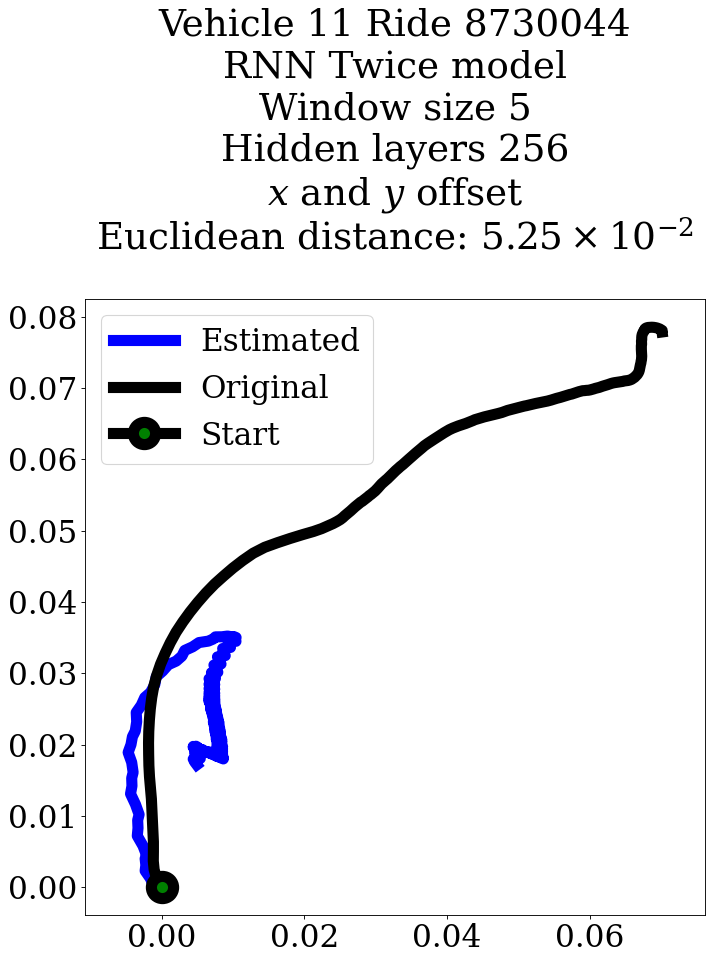 Vehicle 11 Ride 8730044
RNN Twice model
Window size 5
Hidden layers 256
x and y offset
Euclidean distance: 5.25 × 10⁻²
Estimated
Original
Start
0.08
0.07
0.06
0.05
0.04
0.03
0.02
0.01
0.00
0.00 0.02 0.04 0.06